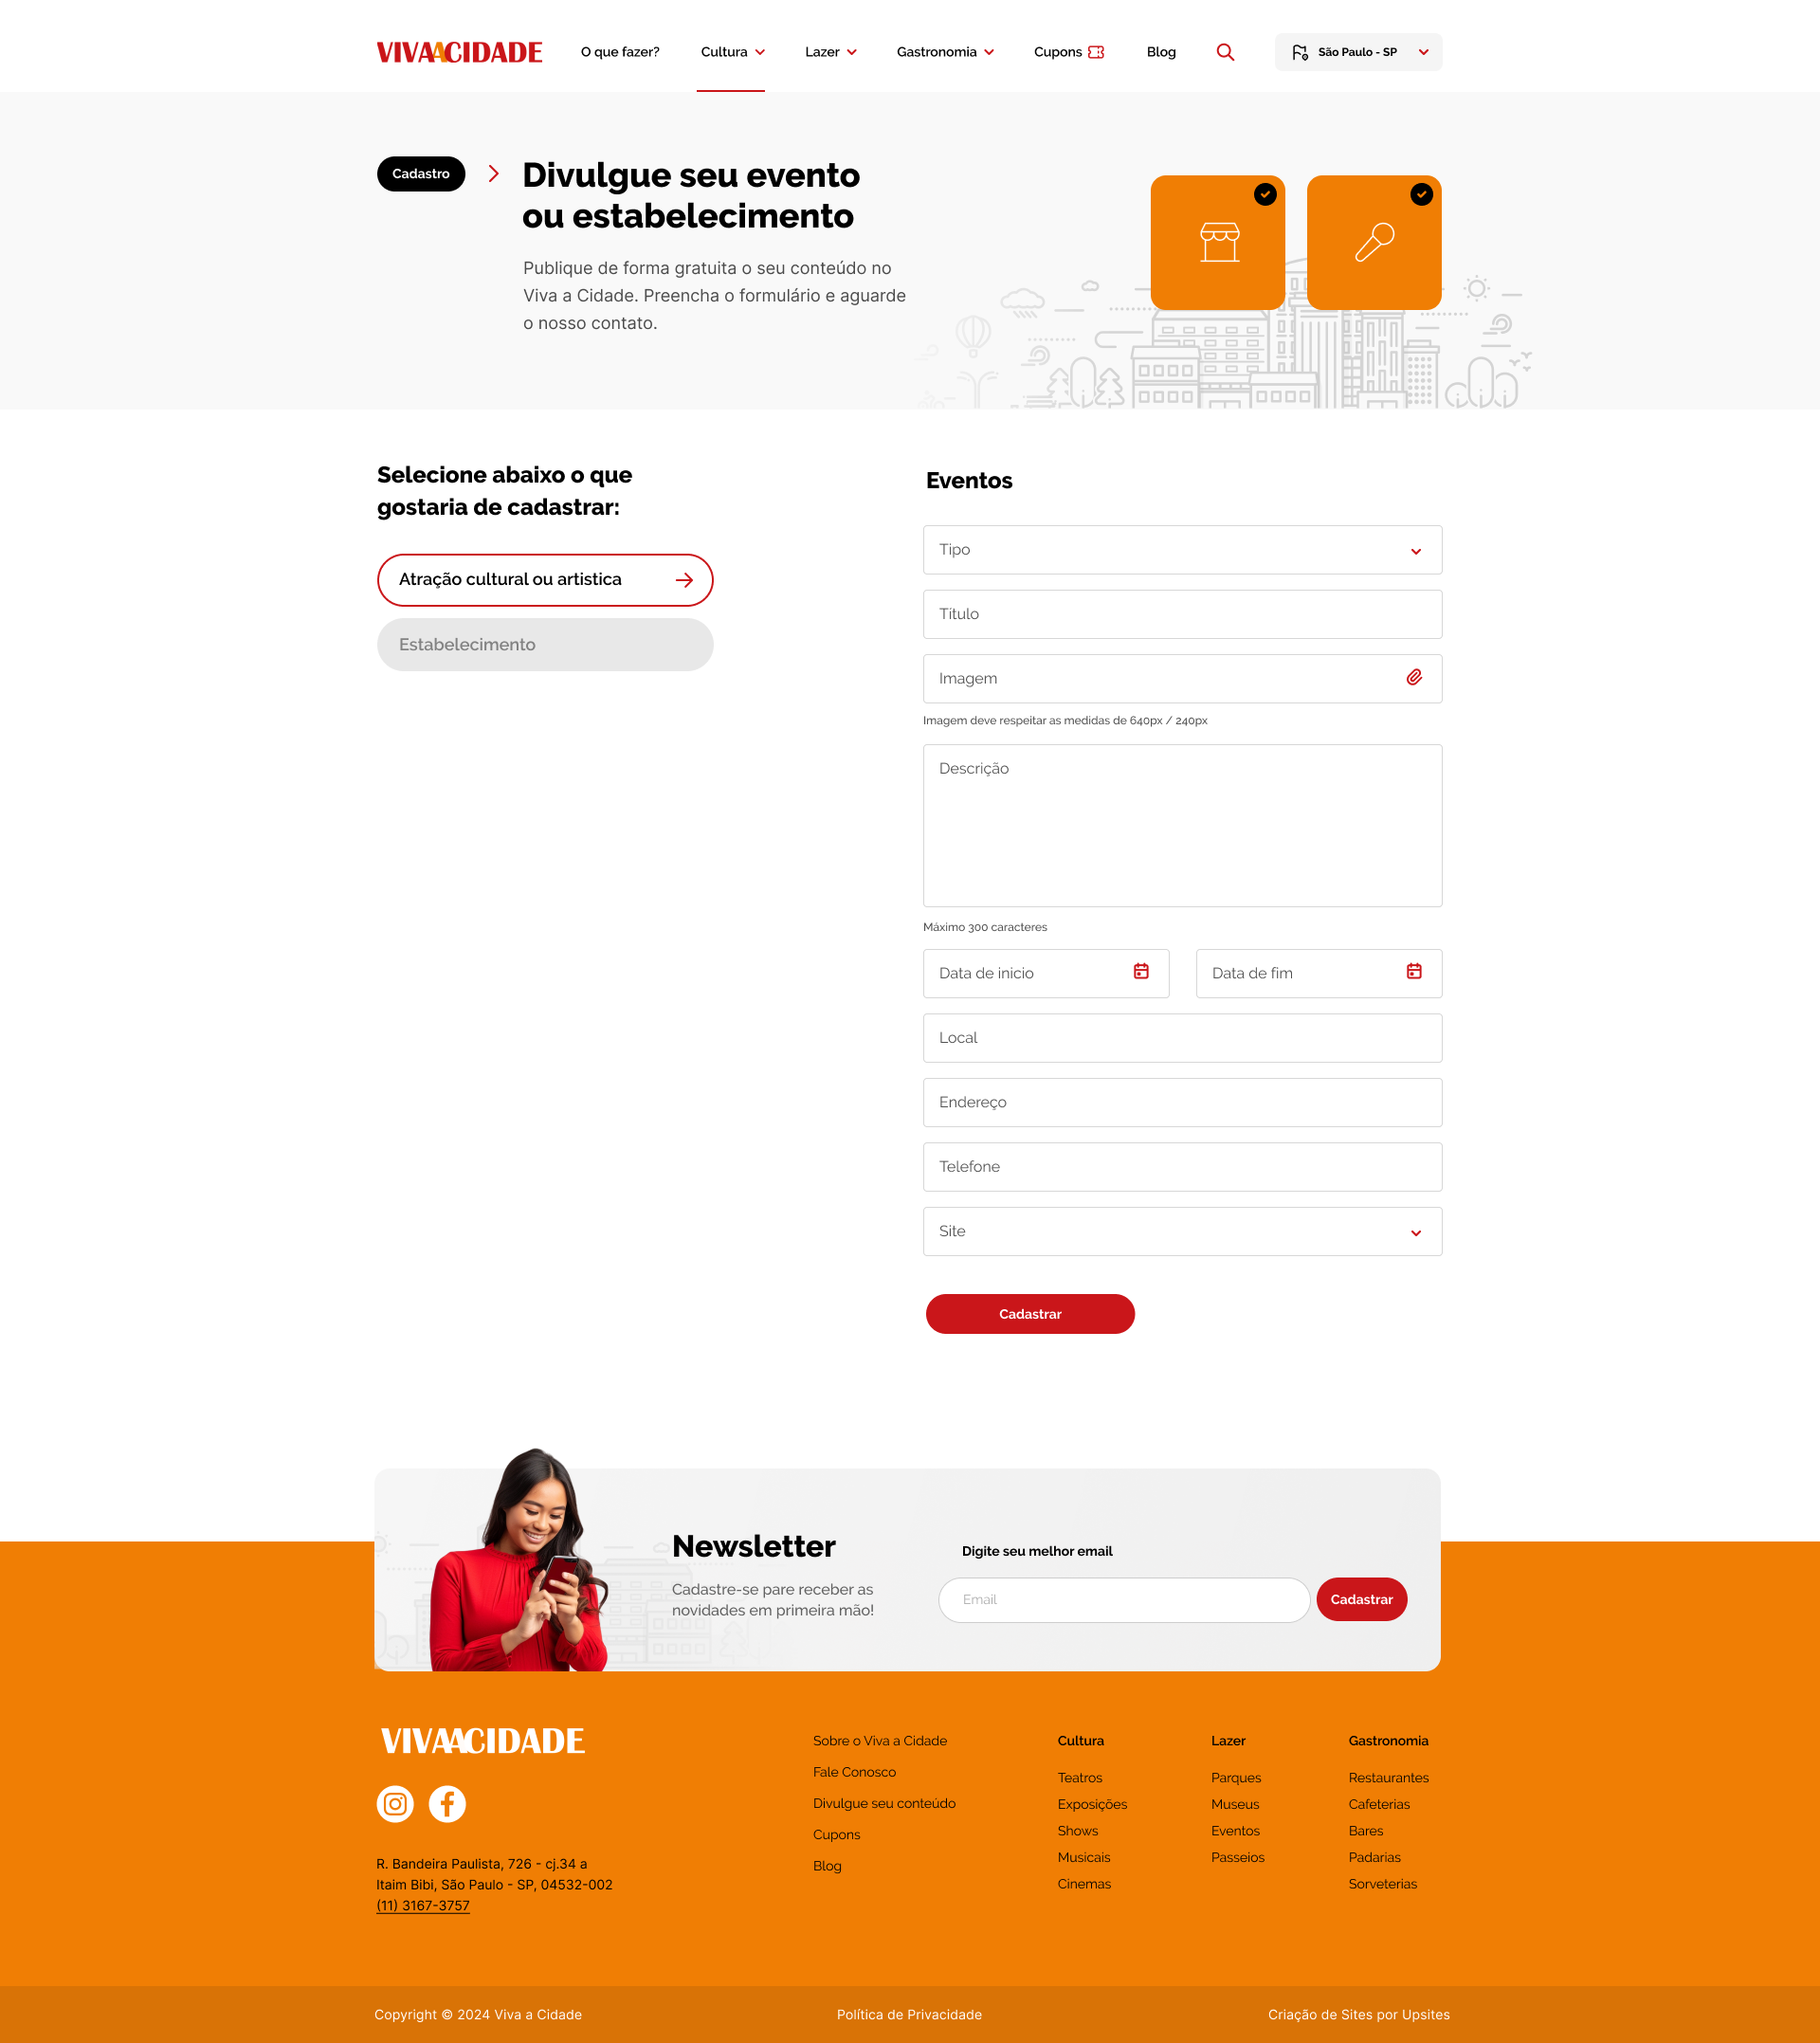 VIVAACIDADE
O que fazer?
Cultura
Lazer
Gastronomia
Cupons
Blog
São Paulo - SP
Cadastro
Divulgue seu evento
ou estabelecimento
Publique de forma gratuita o seu conteúdo no
Viva a Cidade. Preencha o formulário e aguarde
o nosso contato.
Selecione abaixo o que
gostaria de cadastrar:
Atração cultural ou artistica
Estabelecimento
Eventos
Tipo
Título
Imagem
Imagem deve respeitar as medidas de 640px / 240px
Descrição
Máximo 300 caracteres
Data de inicio
Data de fim
Local
Endereço
Telefone
Site
Cadastrar
Newsletter
Cadastre-se pare receber as
novidades em primeira mão!
Digite seu melhor email
Email
Cadastrar
VIVAACIDADE
R. Bandeira Paulista, 726 - cj.34 a
Itaim Bibi, São Paulo - SP, 04532-002
(11) 3167-3757
Sobre o Viva a Cidade
Fale Conosco
Divulgue seu conteúdo
Cupons
Blog
Cultura
Teatros
Exposições
Shows
Musicais
Cinemas
Lazer
Parques
Museus
Eventos
Passeios
Gastronomia
Restaurantes
Cafeterias
Bares
Padarias
Sorveterias
Copyright © 2024 Viva a Cidade
Política de Privacidade
Criação de Sites por Upsites